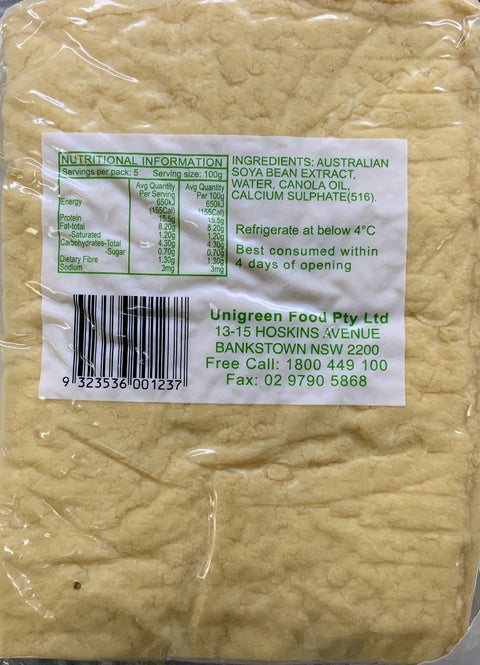 NUTRITIONAL INFORMATION
Servings per pack: 5 Serving size: 100g
Avg Quantity Per Serving Avg Quantity Per 100g
Energy 650kJ 650kJ
(155Cal) (155Cal)
Protein 15.5g 15.5g
Fat-total 8.20g 8.20g
-Saturated 1.20g 1.20g
Carbohydrates-Total 4.30g 4.30g
-Sugar 0.70g 0.70g
Dietary Fibre 1.30g 1.30g
Sodium 3mg 3mg
INGREDIENTS: AUSTRALIAN
SOYA BEAN EXTRACT,
WATER, CANOLA OIL,
CALCIUM SULPHATE(516).
Refrigerate at below 4°C
Best consumed within
4 days of opening
9 323536 001237
Unigreen Food Pty Ltd
13-15 HOSKINS AVENUE
BANKSTOWN NSW 2200
Free Call: 1800 449 100
Fax: 02 9790 5868